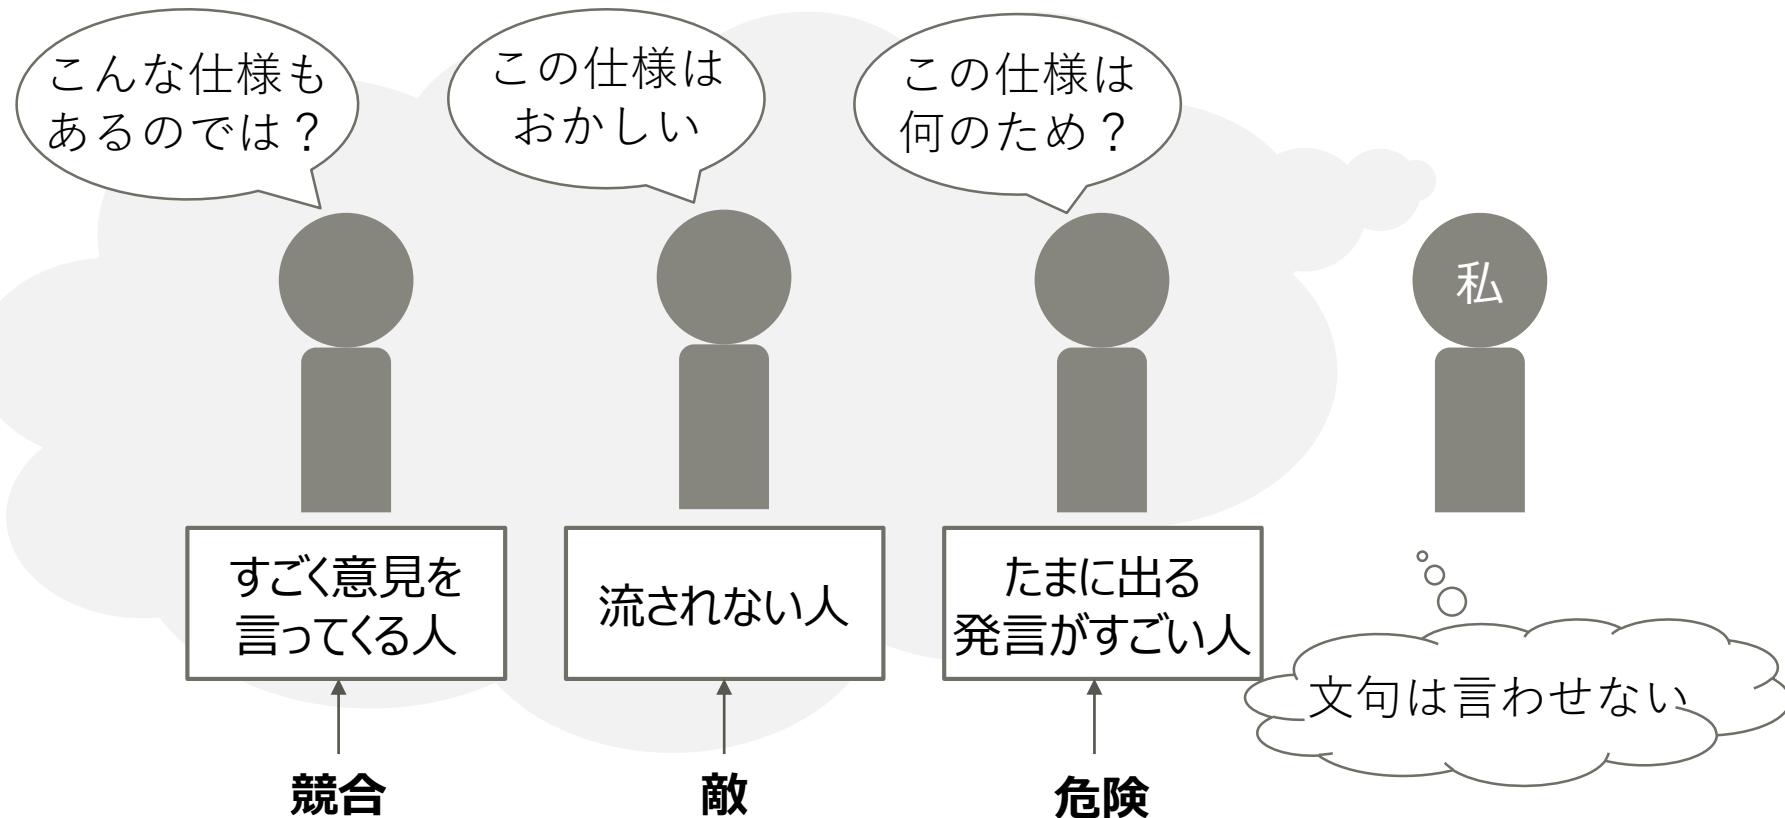 こんな仕様も
あるのでは？
この仕様は
おかしい
この仕様は
何のため？
私
すごく意見を
言ってくる人
流されない人
たまに出る
発言がすごい人
文句は言わせない
競合
敵
危険